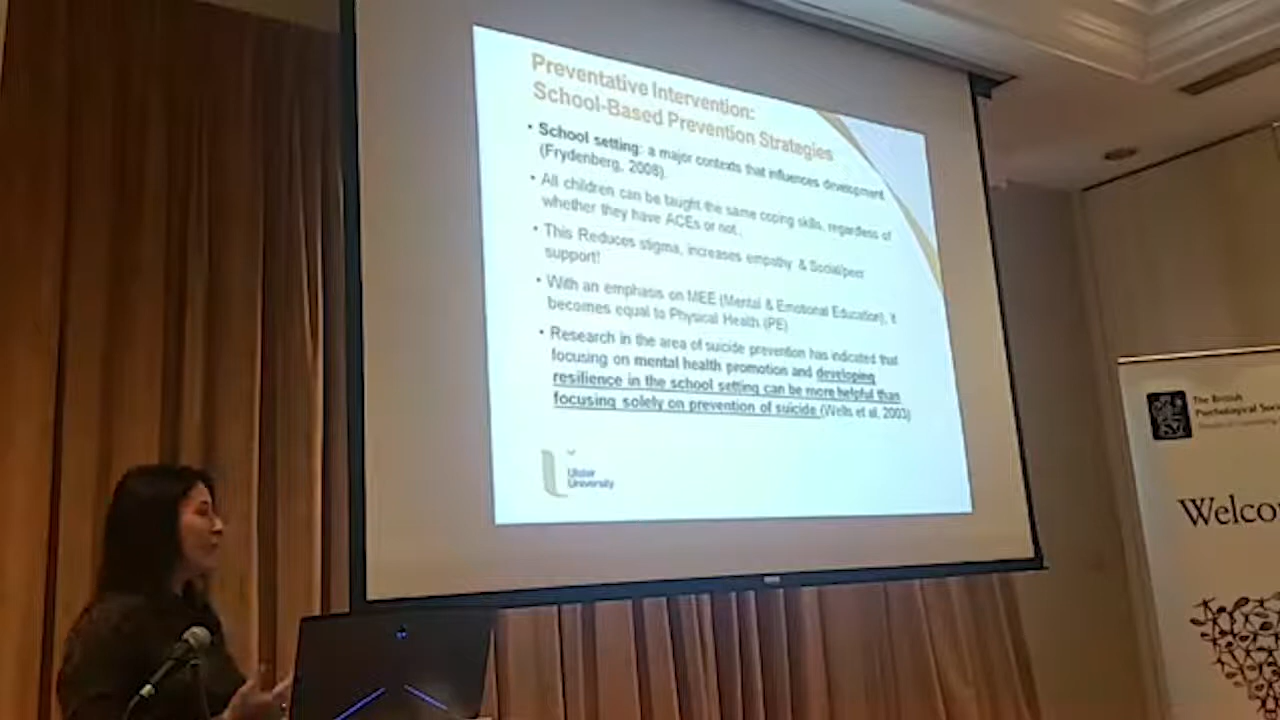 Preventative Intervention:
School-Based Prevention Strategies
• School setting: a major contexts that influences development
(Frydenberg, 2008).
• All children can be taught the same coping skills, regardless of
whether they have ACEs or not.
• This Reduces stigma, increases empathy & Social/peer
support!
• With an emphasis on MEE (Mental & Emotional Education), it
becomes equal to Physical Health (PE)
• Research in the area of suicide prevention has indicated that
focusing on mental health promotion and developing
resilience in the school setting can be more helpful than
focusing solely on prevention of suicide (Wells et al, 2003)
Ulster
University
The British
Psychological Soc
Welco